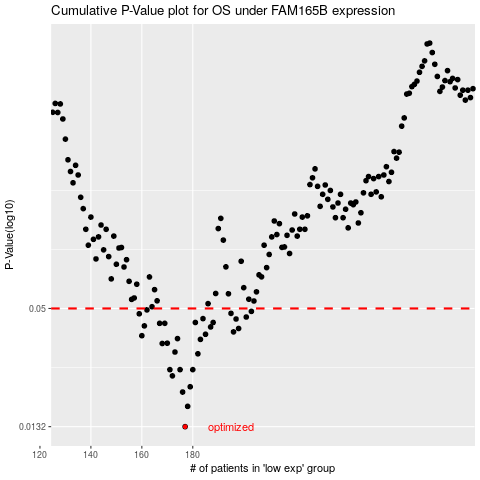 Cumulative P-Value plot for OS under FAM165B expression
P-Value(log10)
0.05
0.0132
optimized
120 140 160 180
# of patients in 'low exp' group